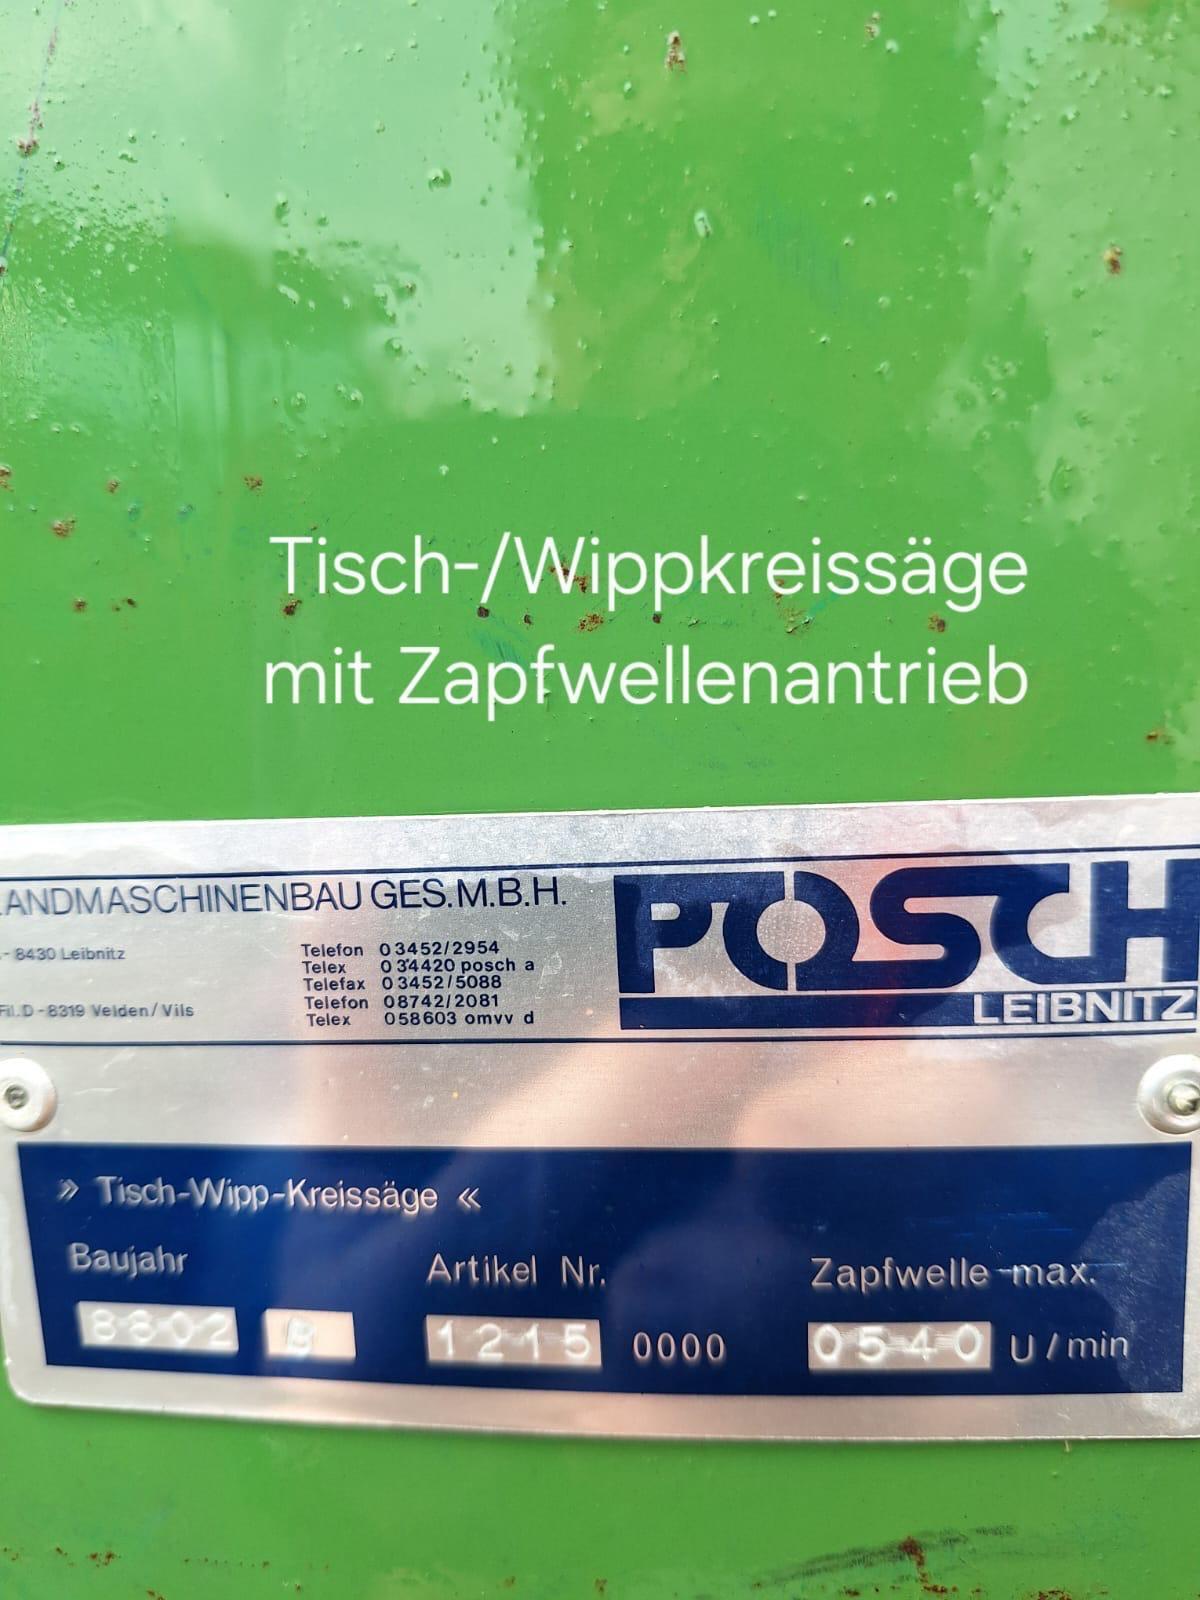 Tisch-/Wippkreissäge
mit Zapfwellenantrieb
LANDMASCHINENBAU GES.M.B.H.
- 8430 Leibnitz
Fil. D - 8319 Velden/Vils
Telefon 03452/2954
Telex 034420 posch a
Telefax 03452/5088
Telefon 08742/2081
Telex 058603 omvv d
POSCH
LEIBNITZ
» Tisch-Wipp-Kreissäge «
Baujahr Artikel Nr. Zapfwelle-max.
8802 B 1215 0000 0540 U/min